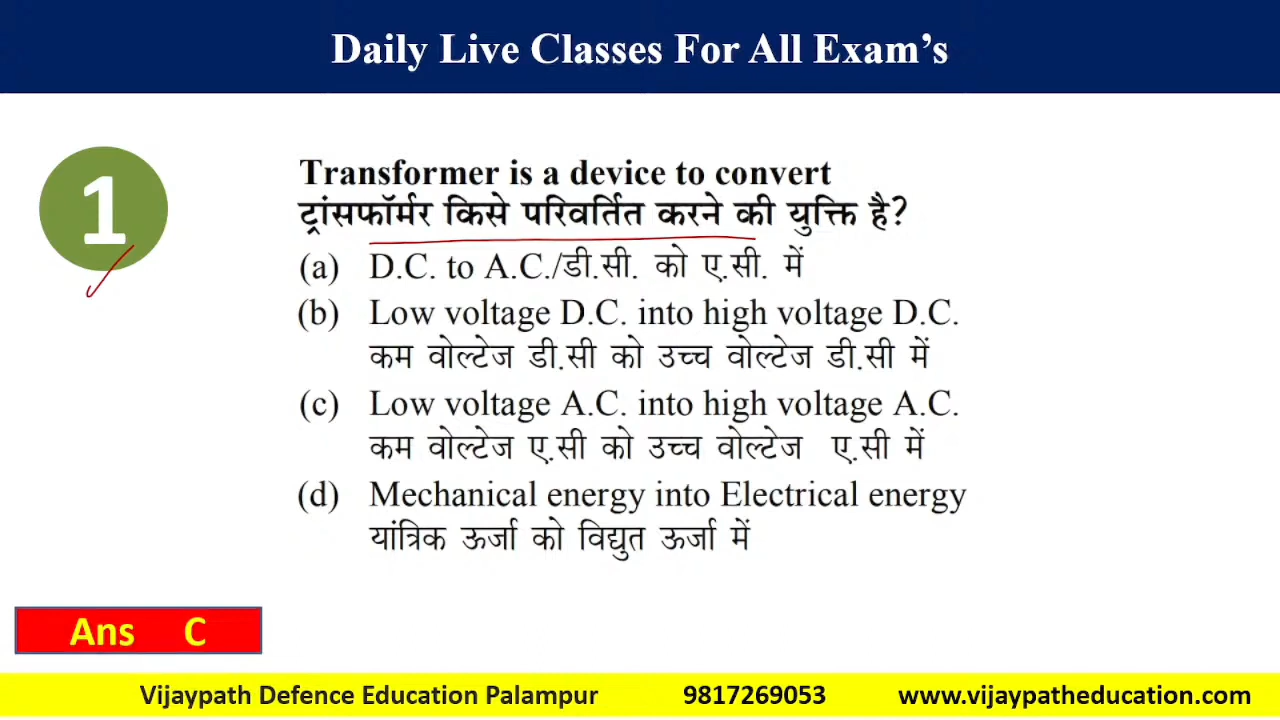 Daily Live Classes For All Exam’s
1
Transformer is a device to convert
ट्रांसफॉर्मर किसे परिवर्तित करने की युक्ति है?
(a) D.C. to A.C./डी.सी. को ए.सी. में
(b) Low voltage D.C. into high voltage D.C.
कम वोल्टेज डी.सी को उच्च वोल्टेज डी.सी में
(c) Low voltage A.C. into high voltage A.C.
कम वोल्टेज ए.सी को उच्च वोल्टेज ए.सी में
(d) Mechanical energy into Electrical energy
यांत्रिक ऊर्जा को विद्युत ऊर्जा में
Ans C
Vijaypath Defence Education Palampur 9817269053 www.vijaypatheducation.com